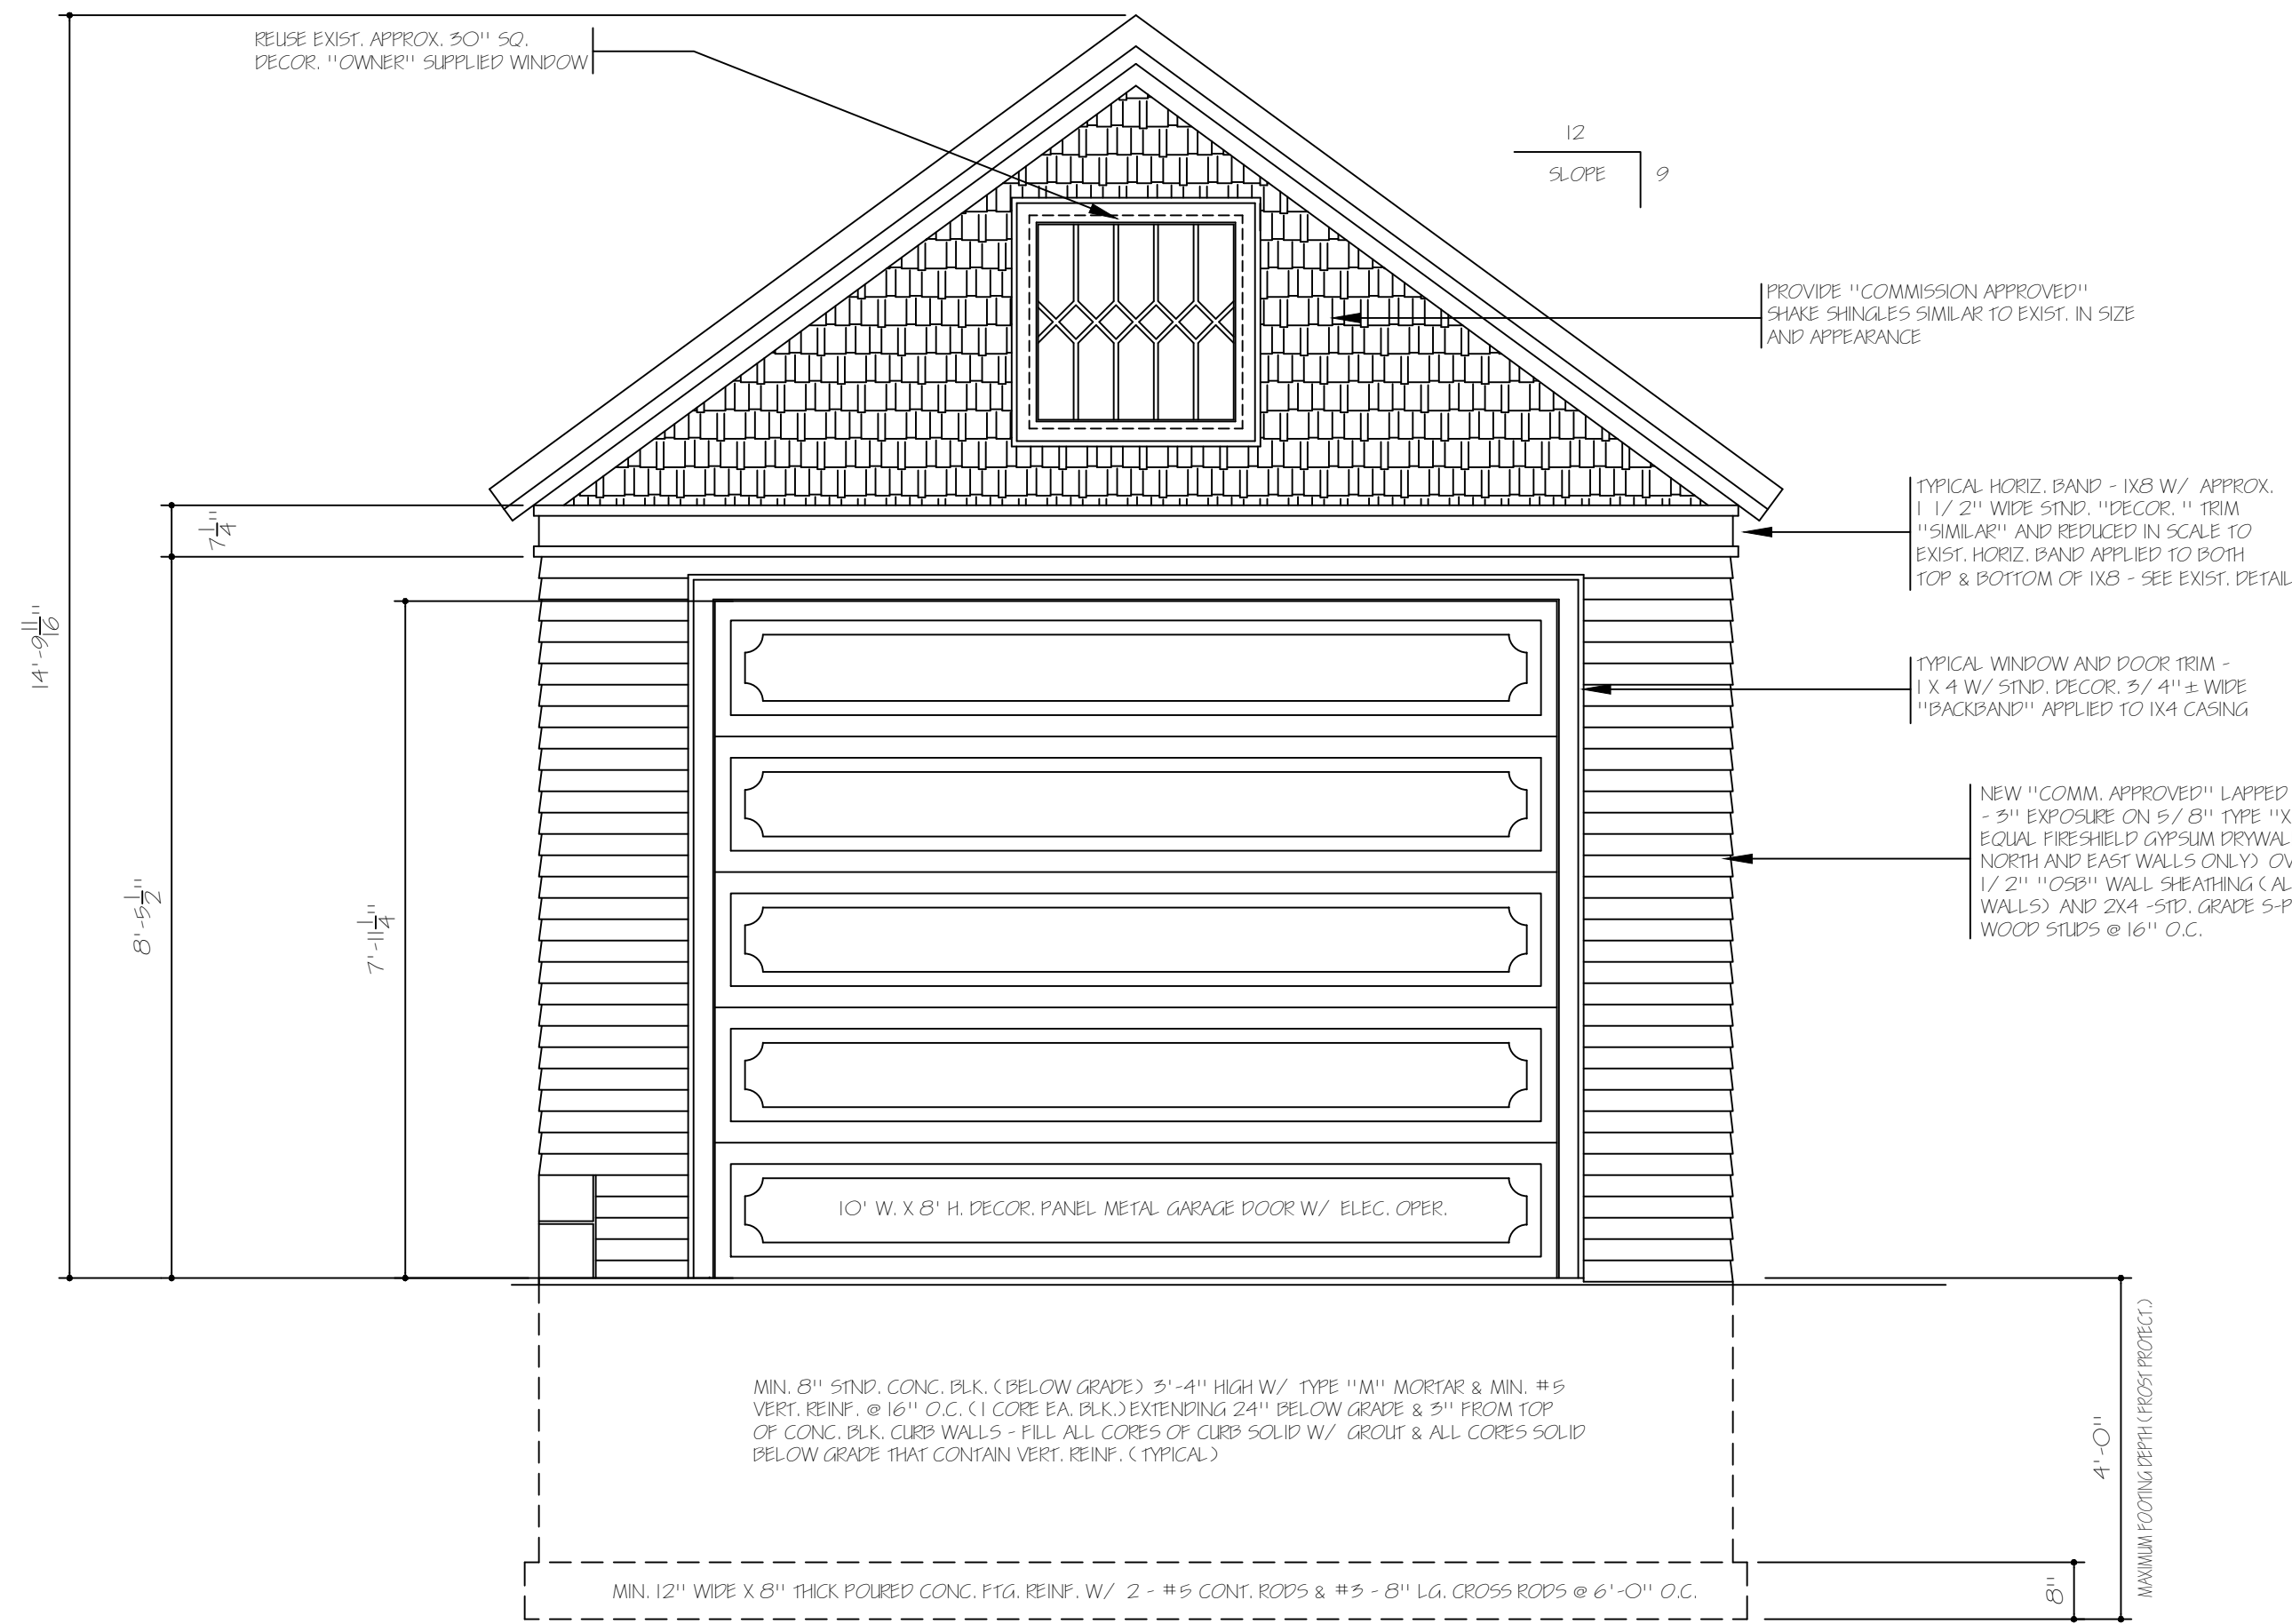 REUSE EXIST. APPROX. 30" SQ.
DECOR. "OWNER" SUPPLIED WINDOW
12
SLOPE 9
PROVIDE "COMMISSION APPROVED"
SHAKE SHINGLES SIMILAR TO EXIST. IN SIZE
AND APPEARANCE
TYPICAL HORIZ. BAND - 1X8 W/ APPROX.
1 1/2" WIDE STND. "DECOR." TRIM
"SIMILAR" AND REDUCED IN SCALE TO
EXIST. HORIZ. BAND APPLIED TO BOTH
TOP & BOTTOM OF 1X8 - SEE EXIST. DETAIL
7 1/4"
14'-9 11/16"
8'-5 1/2"
7'-11 1/4"
TYPICAL WINDOW AND DOOR TRIM -
1 X 4 W/ STND. DECOR. 3/4" ± WIDE
"BACKBAND" APPLIED TO 1X4 CASING
NEW "COMM. APPROVED" LAPPED
- 3" EXPOSURE ON 5/8" TYPE "X
EQUAL FIRESHIELD GYPSUM DRYWAL
NORTH AND EAST WALLS ONLY) OV
1/2" "OSB" WALL SHEATHING (AL
WALLS) AND 2X4 -STD. GRADE S-P
WOOD STUDS @ 16" O.C.
10' W. X 8' H. DECOR. PANEL METAL GARAGE DOOR W/ ELEC. OPER.
MIN. 8" STND. CONC. BLK. (BELOW GRADE) 3'-4" HIGH W/ TYPE "M" MORTAR & MIN. #5
VERT. REINF. @ 16" O.C. (1 CORE EA. BLK.) EXTENDING 24" BELOW GRADE & 3" FROM TOP
OF CONC. BLK. CURB WALLS - FILL ALL CORES OF CURB SOLID W/ GROUT & ALL CORES SOLID
BELOW GRADE THAT CONTAIN VERT. REINF. (TYPICAL)
4'-0"
MAXIMUM FOOTING DEPTH (FROST PROTECT.)
MIN. 12" WIDE X 8" THICK POURED CONC. FTG. REINF. W/ 2 - #5 CONT. RODS & #3 - 8" LG. CROSS RODS @ 6'-0" O.C.
8"